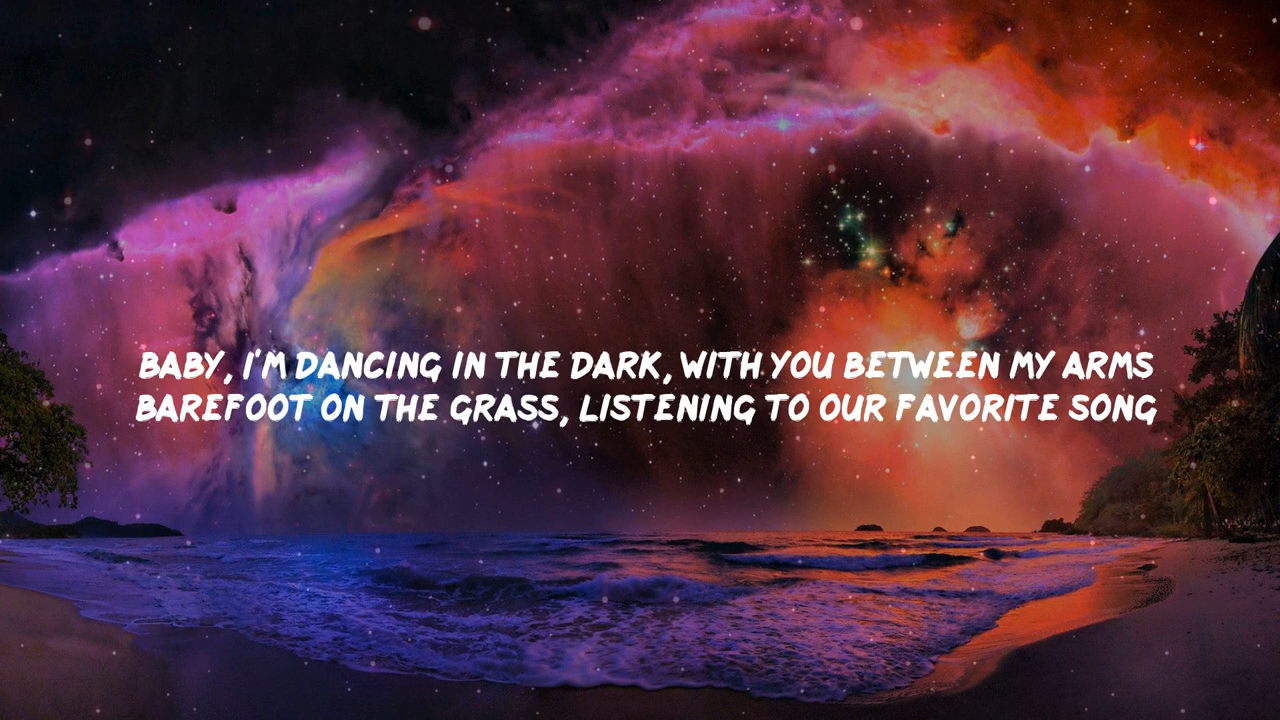 BABY, I'M DANCING IN THE DARK, WITH YOU BETWEEN MY ARMS
BAREFOOT ON THE GRASS, LISTENING TO OUR FAVORITE SONG